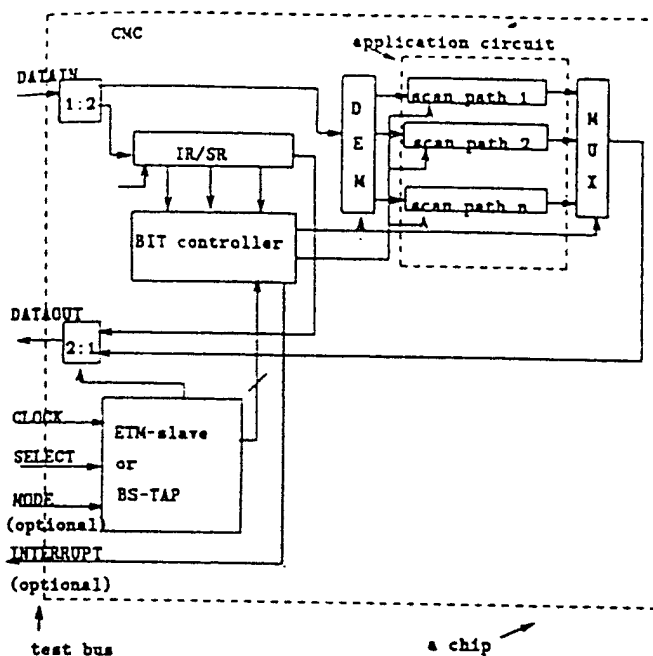 CMC
application circuit
DATAIN
1:2
scan path 1
D
E
M
M
U
X
scan path 2
IR/SR
scan path n
BIT controller
DATAOUT
2:1
CLOCK
ETM-slave
SELECT
or
BS-TAP
MODE
(optional)
INTERRUPT
(optional)
test bus
a chip